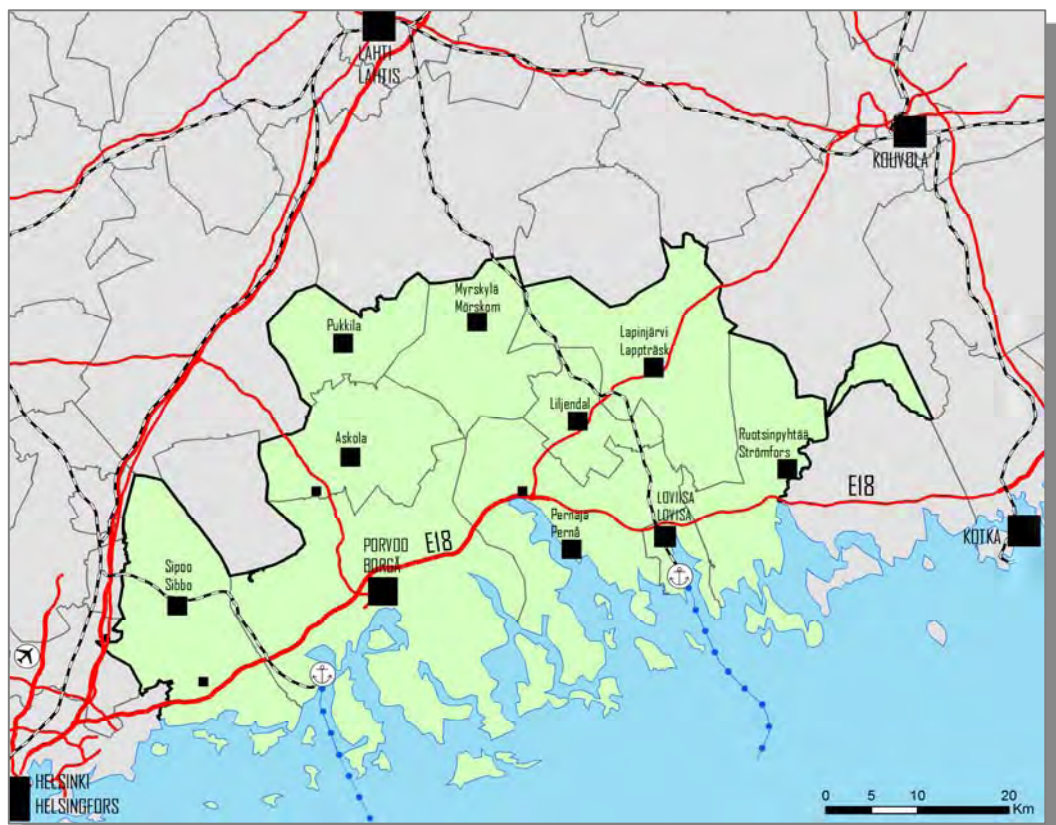 LAHTI
LAHTIS
KOUVOLA
Myrskylä
Mörskom
Pukkila
Lapinjärvi
Lappträsk
Liljendal
Askola
Ruotsinpyhtää
Strömfors
E18
LOVIISA
LOVISA
Pernaja
Pernå
KOTKA
E18
PORVOO
BORGÅ
Sipoo
Sibbo
HELSINKI
HELSINGFORS
0 5 10 20
Km